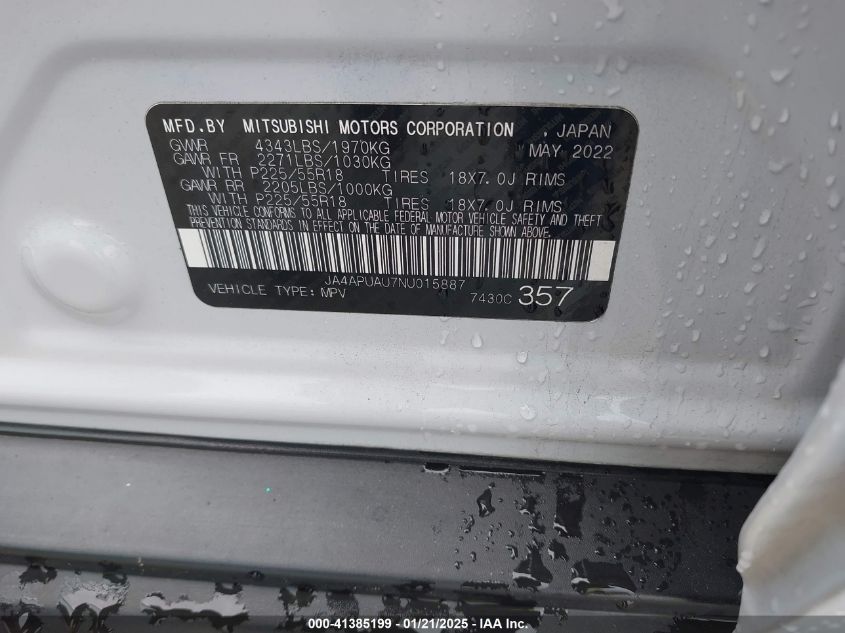 MFD.BY MITSUBISHI MOTORS CORPORATION , JAPAN
GVWR 4343LBS/1970KG MAY 2022
GAWR FR 2271LBS/1030KG
WITH P225/55R18 TIRES 18X7.0J RIMS
GAWR RR 2205LBS/1000KG
WITH P225/55R18 TIRES 18X7.0J RIMS
THIS VEHICLE CONFORMS TO ALL APPLICABLE FEDERAL MOTOR VEHICLE SAFETY AND THEFT
PREVENTION STANDARDS IN EFFECT ON THE DATE OF MANUFACTURE SHOWN ABOVE.
JA4APUAU7NU015887
VEHICLE TYPE: MPV 7430C 357
000-41385199 — 01/21/2025 — IAA Inc.